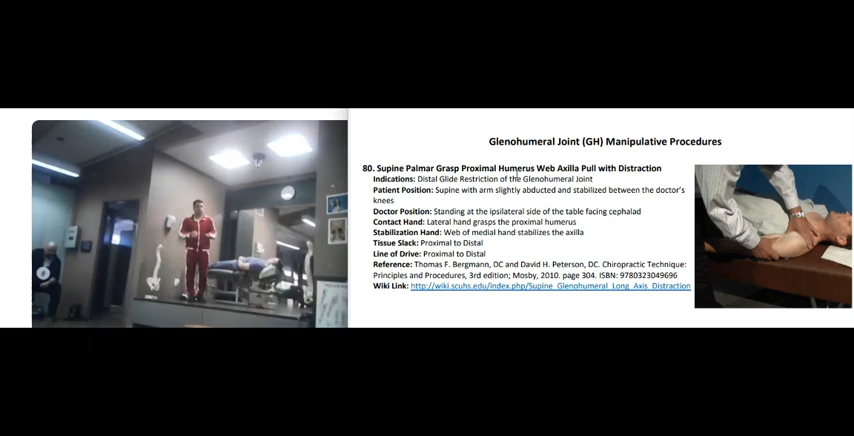 Glenohumeral Joint (GH) Manipulative Procedures
80. Supine Palmar Grasp Proximal Humerus Web Axilla Pull with Distraction
Indications: Distal Glide Restriction of the Glenohumeral Joint
Patient Position: Supine with arm slightly abducted and stabilized between the doctor's
knees
Doctor Position: Standing at the ipsilateral side of the table facing cephalad
Contact Hand: Lateral hand grasps the proximal humerus
Stabilization Hand: Web of medial hand stabilizes the axilla
Tissue Slack: Proximal to Distal
Line of Drive: Proximal to Distal
Reference: Thomas F. Bergmann, DC and David H. Peterson, DC. Chiropractic Technique:
Principles and Procedures, 3rd edition; Mosby, 2010. page 304. ISBN: 9780323049696
Wiki Link: http://wiki.scuhs.edu/index.php/Supine_Glenohumeral_Long_Axis_Distraction